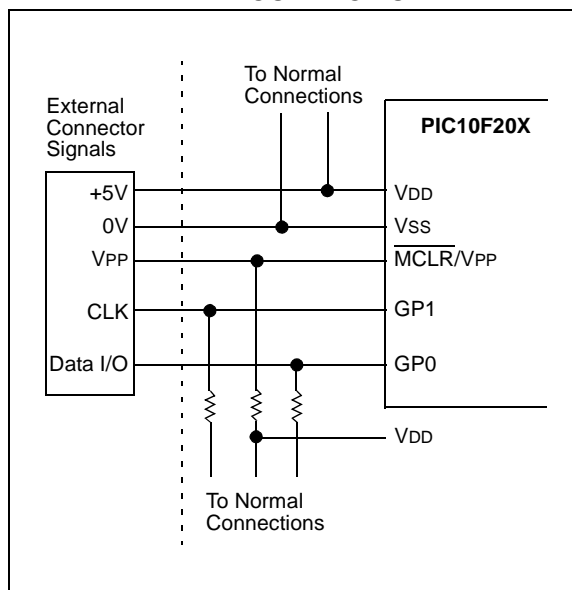 To Normal
Connections
External
Connector
Signals
PIC10F20X
+5V
VDD
0V
VSS
VPP
MCLR/VPP
CLK
GP1
Data I/O
GP0
VDD
To Normal
Connections